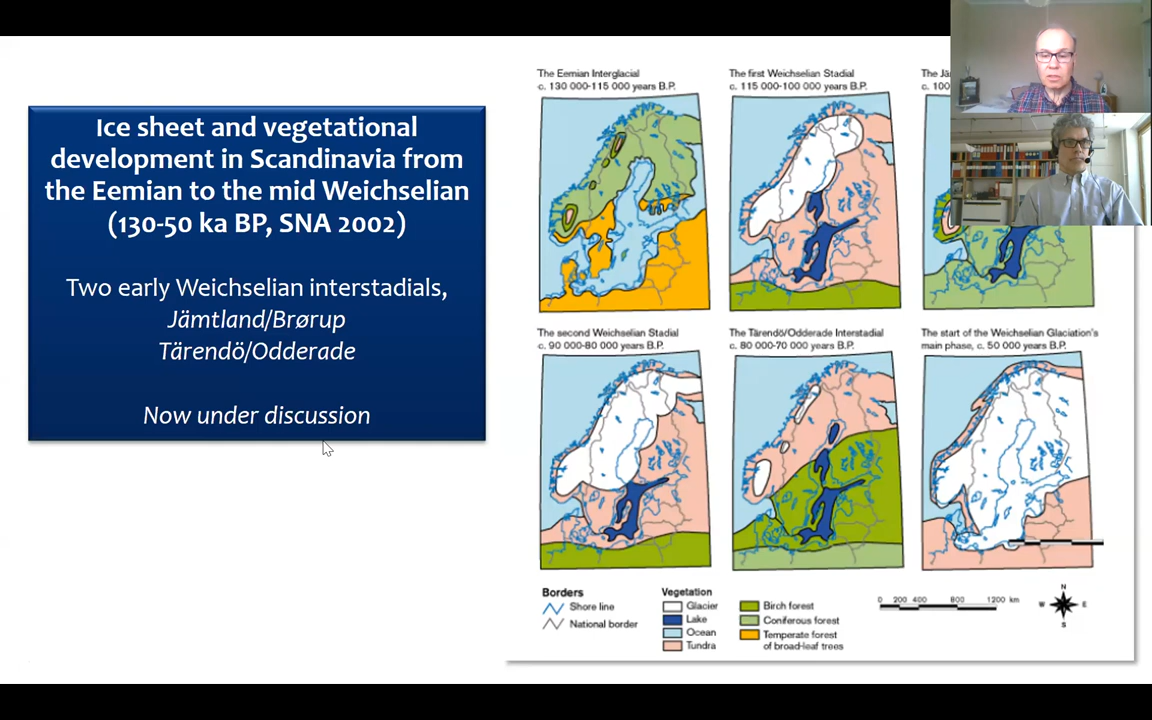 Ice sheet and vegetational
development in Scandinavia from
the Eemian to the mid Weichselian
(130-50 ka BP, SNA 2002)
Two early Weichselian interstadials,
Jämtland/Brørup
Tärendö/Odderade
Now under discussion
The Eemian Interglacial
c. 130 000-115 000 years B.P.
The first Weichselian Stadial
c. 115 000-100 000 years B.P.
The Jä
c. 100
The second Weichselian Stadial
c. 90 000-80 000 years B.P.
The Tärendö/Odderade Interstadial
c. 80 000-70 000 years B.P.
The start of the Weichselian Glaciation's
main phase, c. 50 000 years B.P.
Borders
Shore line
National border
Vegetation
Glacier
Lake
Ocean
Tundra
Birch forest
Coniferous forest
Temperate forest
of broad-leaf trees
0 200 400 800 1200 km
N
W E
S